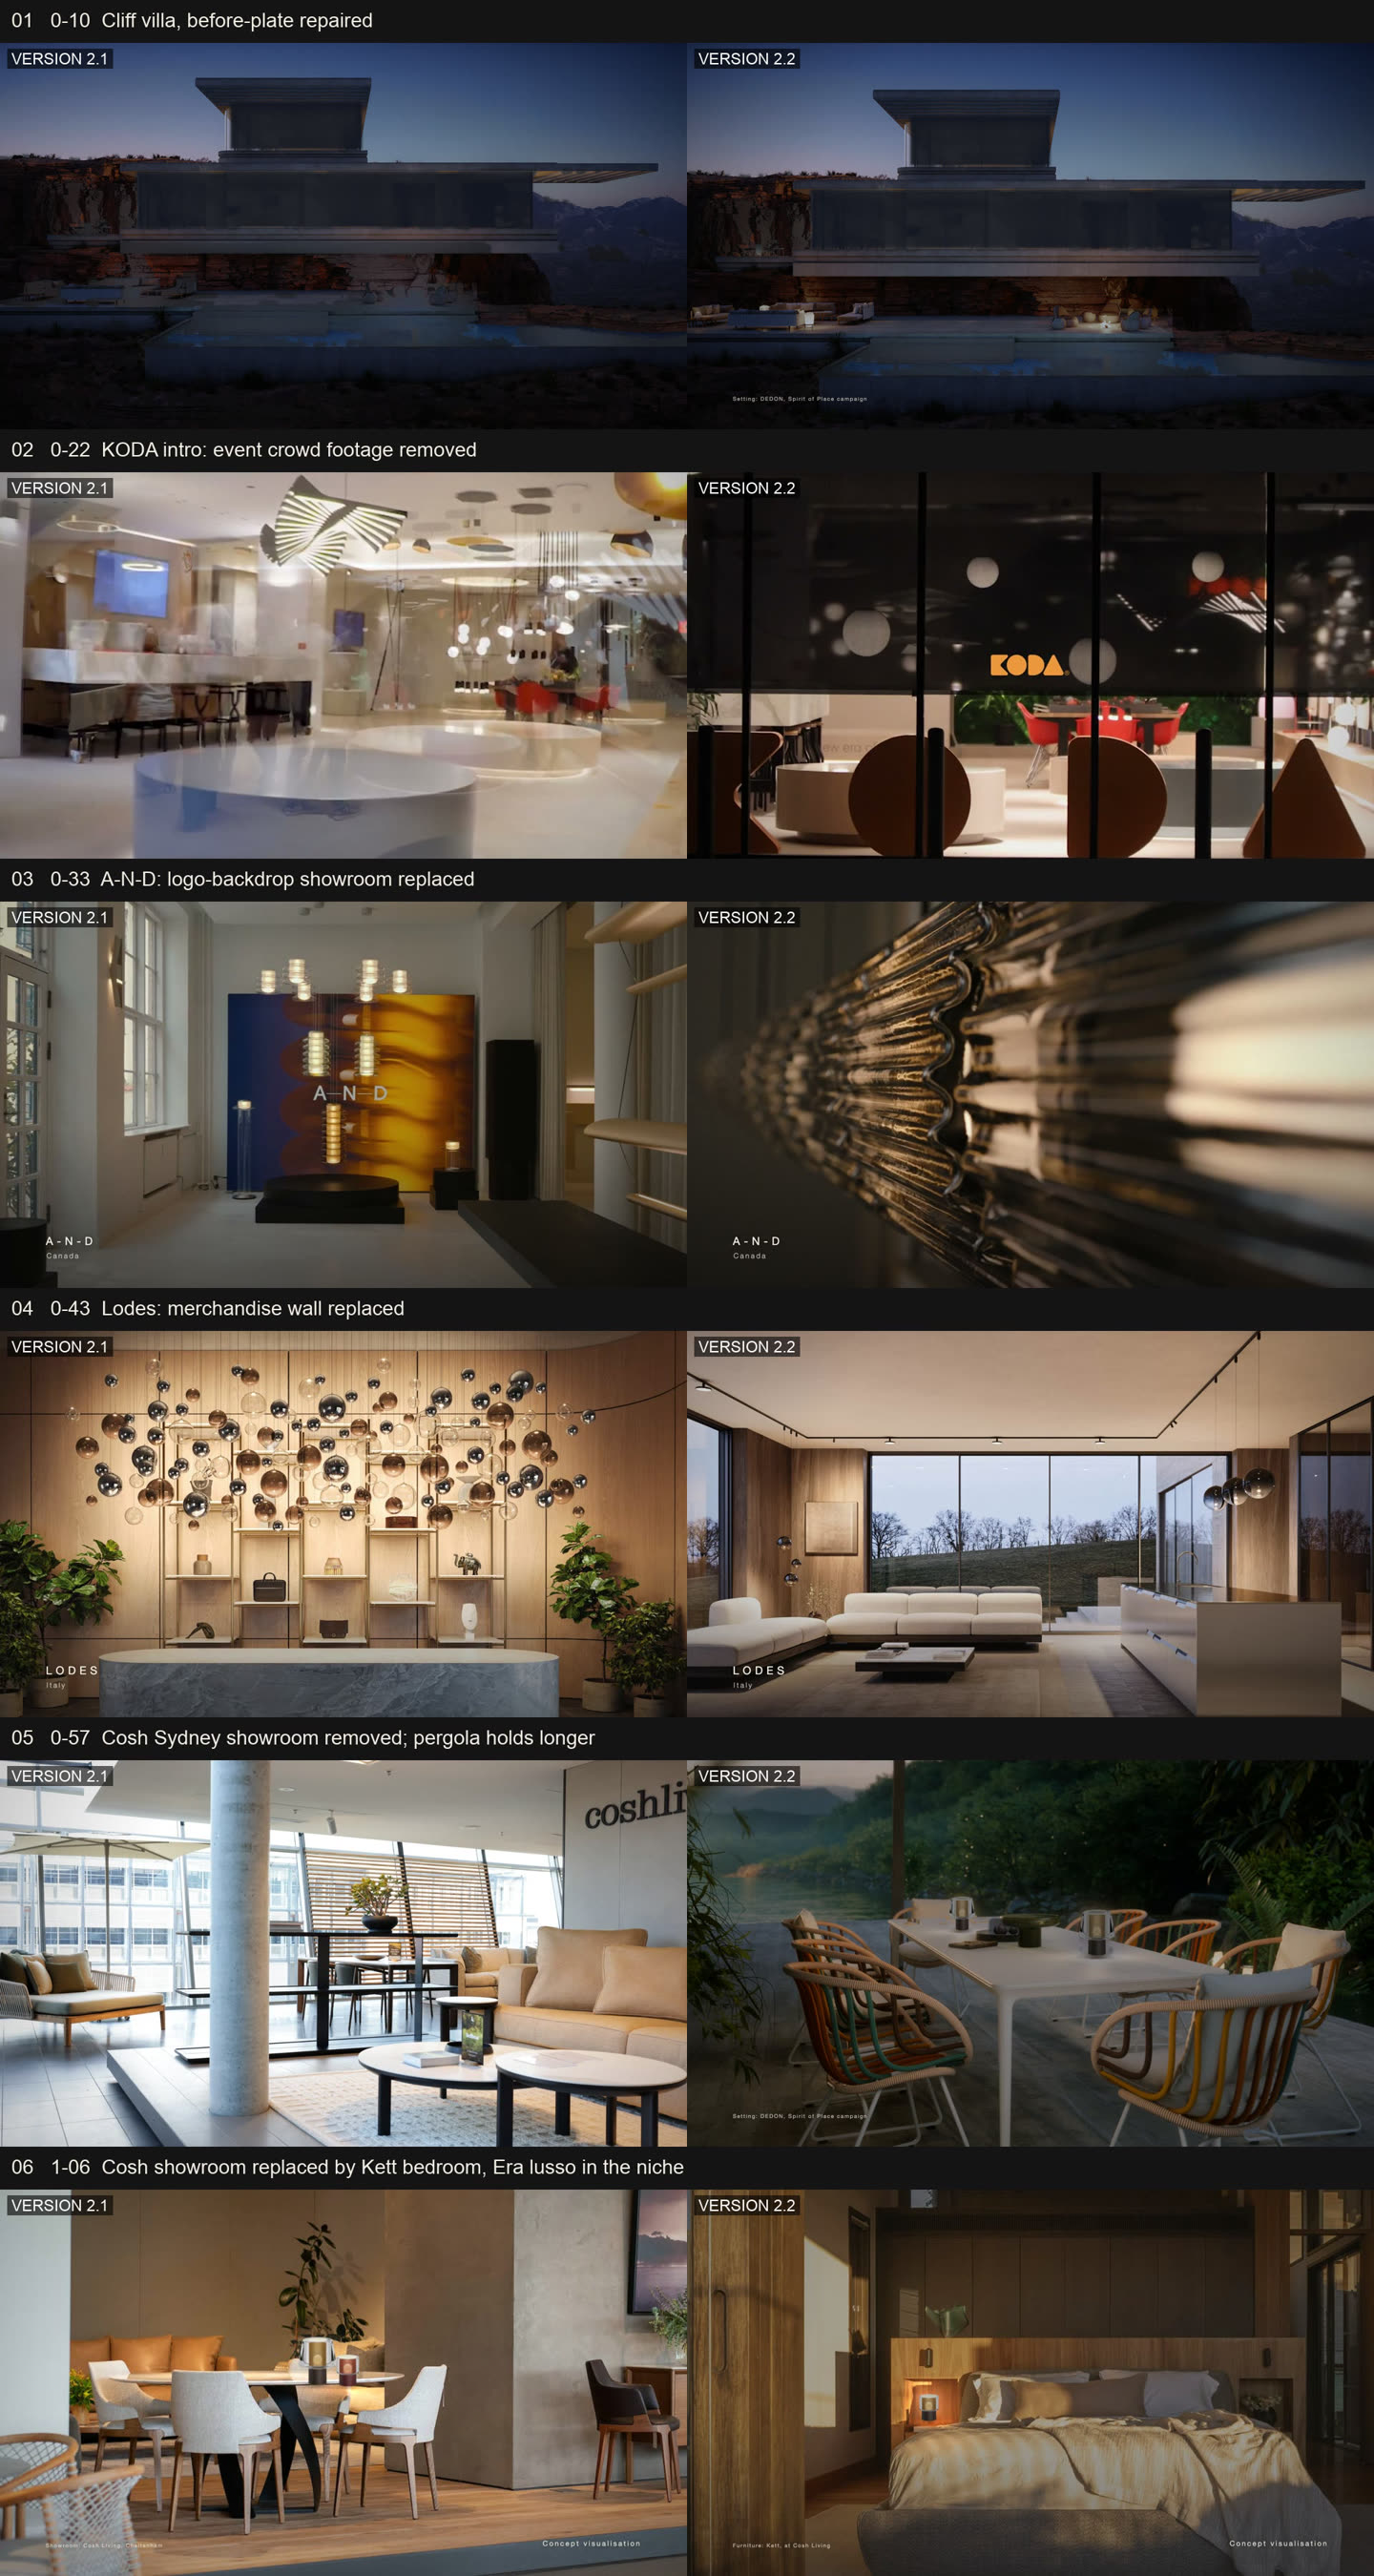 01 0-10 Cliff villa, before-plate repaired
VERSION 2.1
VERSION 2.2
Setting: DEDON, Spirit of Place campaign
02 0-22 KODA intro: event crowd footage removed
VERSION 2.1
VERSION 2.2
KODA
03 0-33 A-N-D: logo-backdrop showroom replaced
VERSION 2.1
VERSION 2.2
A-N-D
A-N-D
Canada
A-N-D
Canada
04 0-43 Lodes: merchandise wall replaced
VERSION 2.1
VERSION 2.2
LODES
Italy
LODES
Italy
05 0-57 Cosh Sydney showroom removed; pergola holds longer
VERSION 2.1
VERSION 2.2
coshli
Setting: DEDON, Spirit of Place campaign
06 1-06 Cosh showroom replaced by Kett bedroom, Era lusso in the niche
VERSION 2.1
VERSION 2.2
Showroom: Cosh Living, Cheltenham
Concept visualisation
Furniture: Kett, at Cosh Living
Concept visualisation